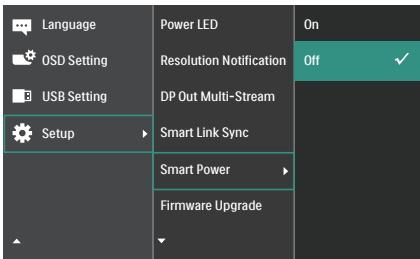 Language
OSD Setting
USB Setting
Setup
Power LED
Resolution Notification
DP Out Multi-Stream
Smart Link Sync
Smart Power
Firmware Upgrade
On
Off